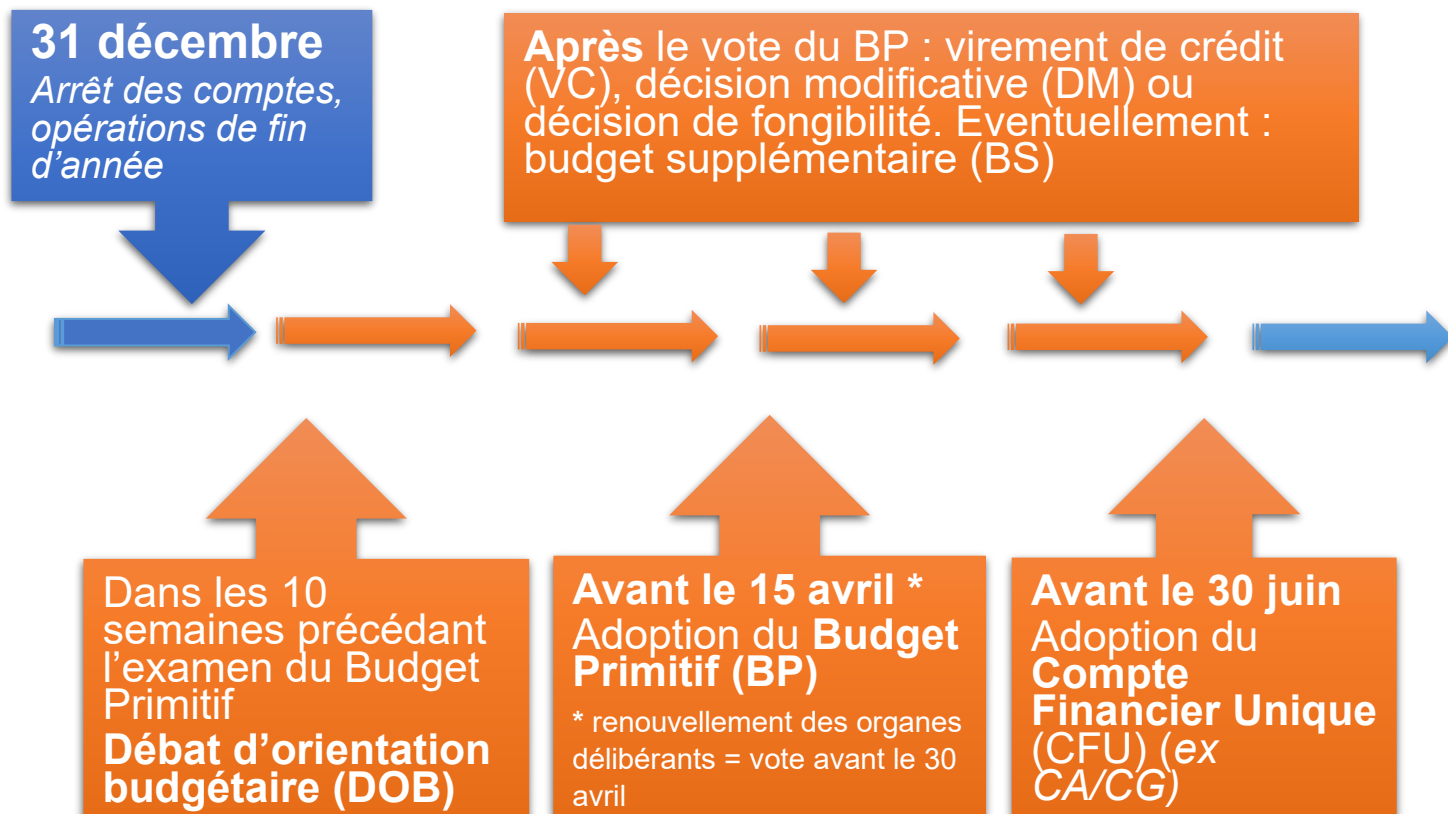 31 décembre
Arrêt des comptes,
opérations de fin
d’année
Après le vote du BP : virement de crédit
(VC), décision modificative (DM) ou
décision de fongibilité. Eventuellement :
budget supplémentaire (BS)
Dans les 10
semaines précédant
l’examen du Budget
Primitif
Débat d’orientation
budgétaire (DOB)
Avant le 15 avril *
Adoption du Budget
Primitif (BP)
* renouvellement des organes
délibérants = vote avant le 30
avril
Avant le 30 juin
Adoption du
Compte
Financier Unique
(CFU) (ex
CA/CG)